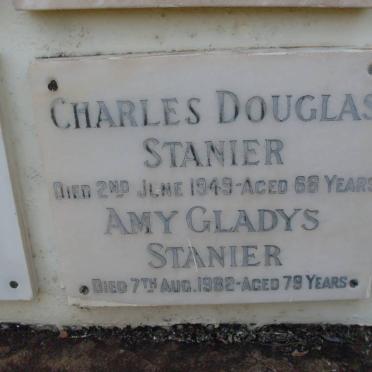 CHARLES DOUGLAS
STANIER
DIED 2ND JUNE 1949-AGED 68 YEARS
AMY GLADYS
STANIER
DIED 7TH AUG. 1982-AGED 79 YEARS